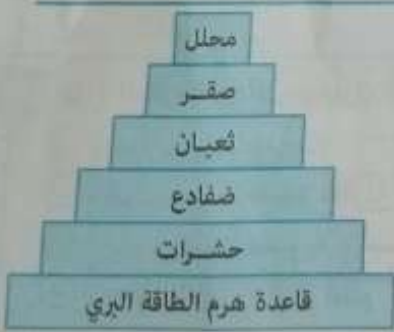 محلل
صقر
ثعبان
ضفادع
حشرات
قاعدة هرم الطاقة البري